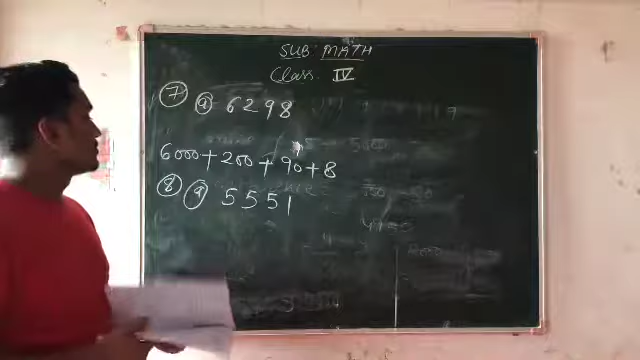 SUB: MATH
Class: IV
7 a 6298
6000+200+90+8
8 a 5551